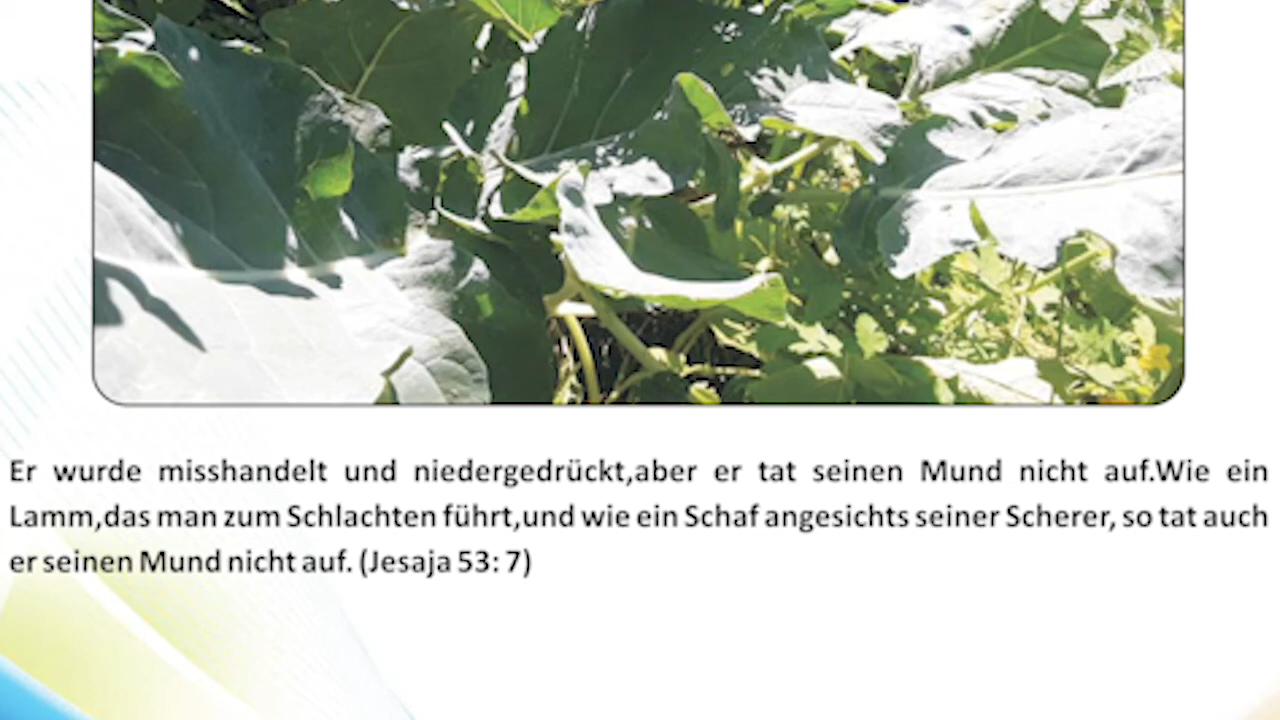 Er wurde misshandelt und niedergedrückt,aber er tat seinen Mund nicht auf.Wie ein
Lamm,das man zum Schlachten führt,und wie ein Schaf angesichts seiner Scherer, so tat auch
er seinen Mund nicht auf. (Jesaja 53: 7)